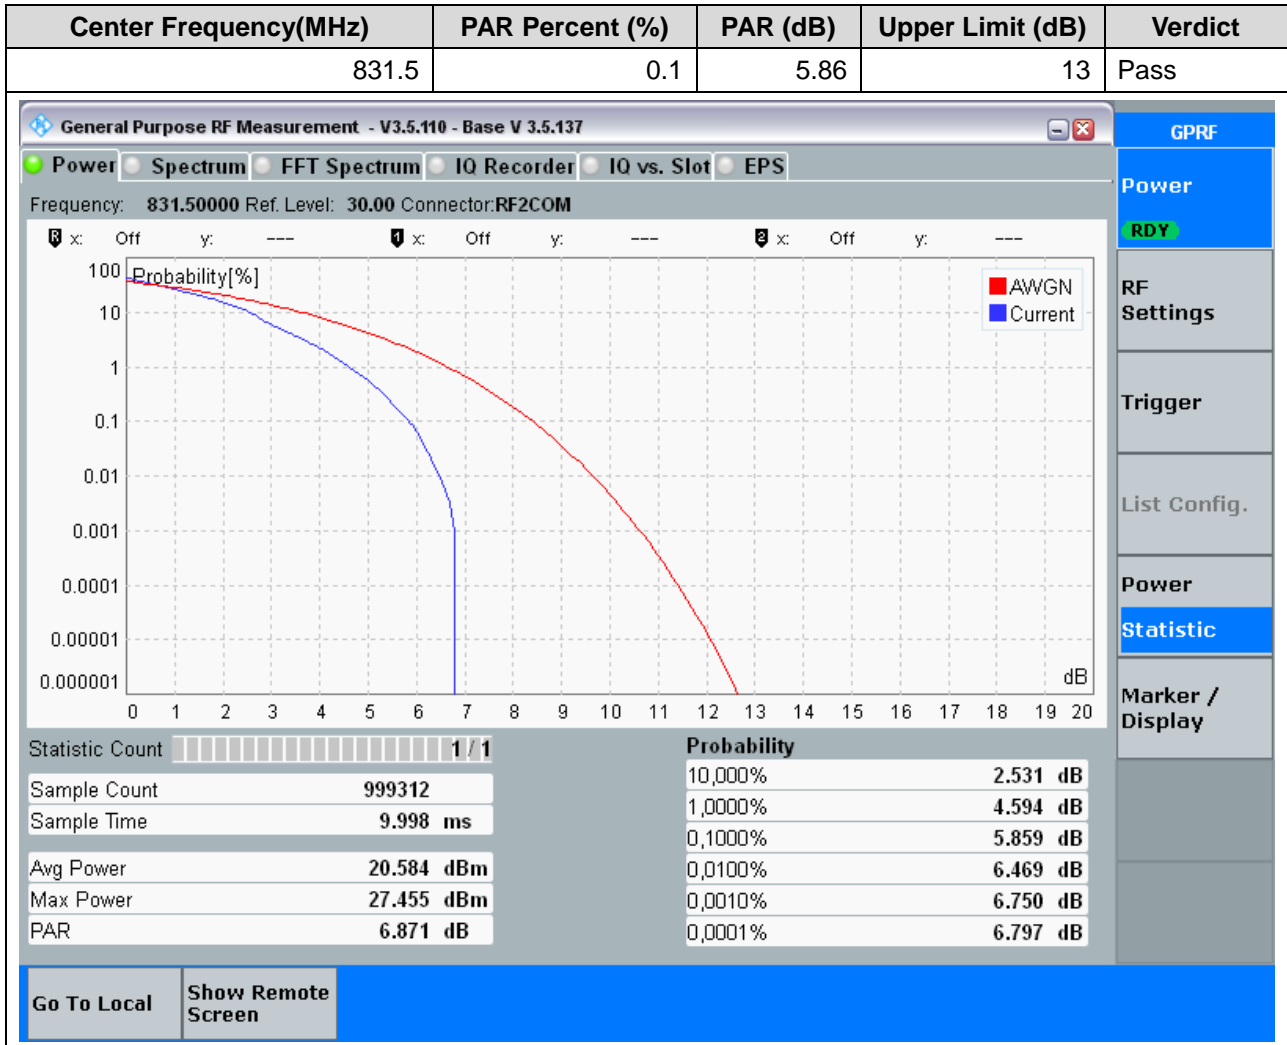 Center Frequency(MHz) PAR Percent (%) PAR (dB) Upper Limit (dB) Verdict
831.5 0.1 5.86 13 Pass
General Purpose RF Measurement - V3.5.110 - Base V 3.5.137
GPRF
Power Spectrum FFT Spectrum IQ Recorder IQ vs. Slot EPS
Frequency: 831.50000 Ref. Level: 30.00 Connector:RF2COM
R x: Off y: --- 1 x: Off y: --- 2 x: Off y: ---
Probability[%]
AWGN
Current
100
10
1
0.1
0.01
0.001
0.0001
0.00001
0.000001
dB
0 1 2 3 4 5 6 7 8 9 10 11 12 13 14 15 16 17 18 19 20
Statistic Count 1 / 1
Sample Count 999312
Sample Time 9.998 ms
Avg Power 20.584 dBm
Max Power 27.455 dBm
PAR 6.871 dB
Probability
10,000% 2.531 dB
1,0000% 4.594 dB
0,1000% 5.859 dB
0,0100% 6.469 dB
0,0010% 6.750 dB
0,0001% 6.797 dB
Power
RDY
RF
Settings
Trigger
List Config.
Power
Statistic
Marker /
Display
Go To Local
Show Remote
Screen